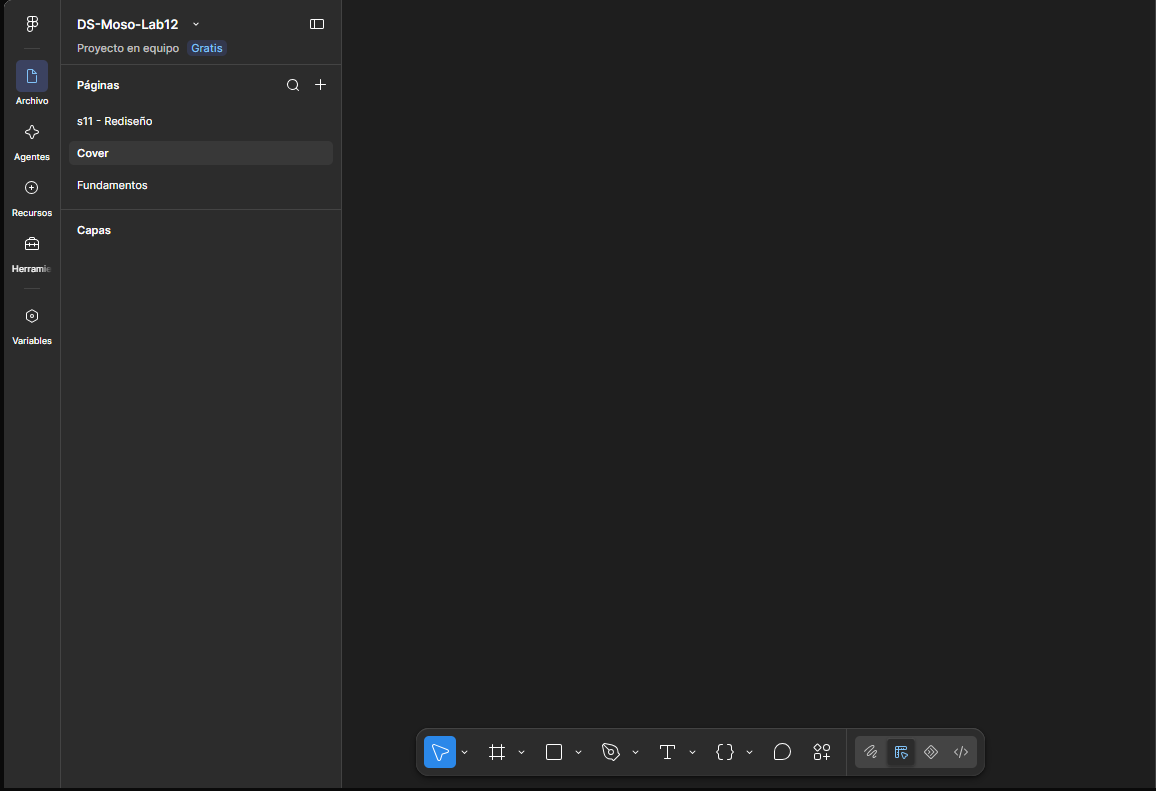 DS-Moso-Lab12
Proyecto en equipo Gratis
Archivo
Agentes
Recursos
Herramie
Variables
Páginas
s11 - Rediseño
Cover
Fundamentos
Capas